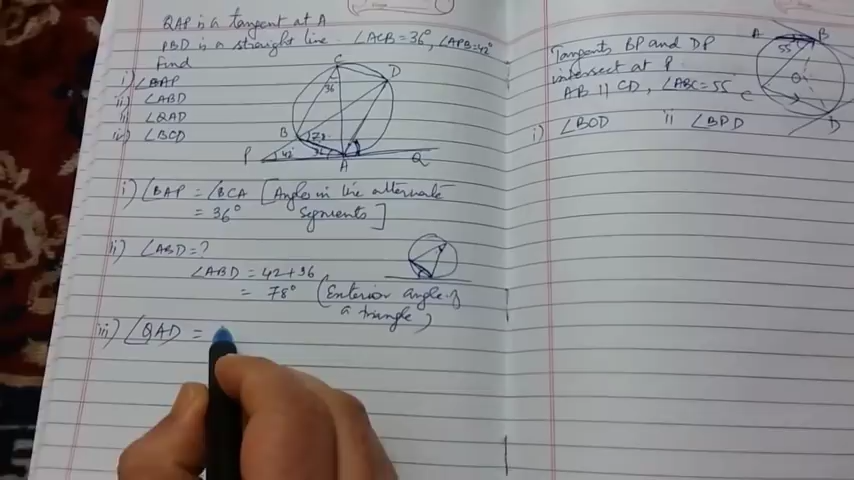 QAP is a tangent at A
PBD is a straight line. ∠ACB = 36°, ∠APB = 42°
Find
i) ∠BAP
ii) ∠ABD
iii) ∠QAD
iv) ∠BCD
C
D
36
B
78
P
42
36
A
Q
i) ∠BAP = ∠BCA [Angles in the alternate
= 36° Segments]
ii) ∠ABD = ?
∠ABD = 42+36
= 78° (Exterior angle of
a triangle)
iii) ∠QAD =
Tangents BP and DP
intersect at P.
AB || CD, ∠ABC = 55°
i) ∠BOD ii ∠BPD
A
B
55°
O
C
D